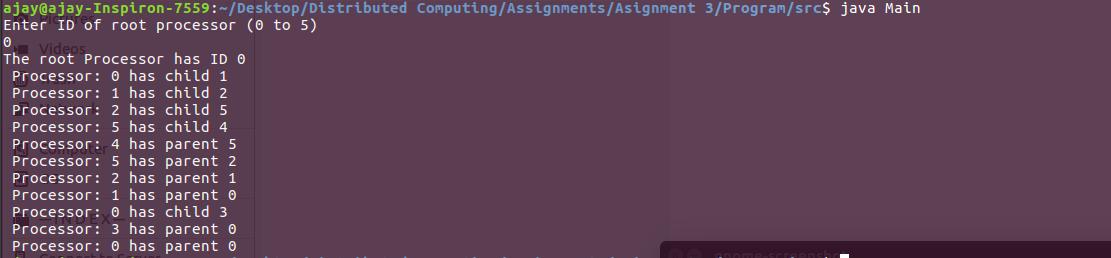 ajay@ajay-Inspiron-7559:~/Desktop/Distributed Computing/Assignments/Asignment 3/Program/src$ java Main
Enter ID of root processor (0 to 5)
0
Videos
The root Processor has ID 0
Processor: 0 has child 1
Processor: 1 has child 2
Processor: 2 has child 5
Processor: 5 has child 4
Processor: 4 has parent 5
Processor: 5 has parent 2
Processor: 2 has parent 1
Processor: 1 has parent 0
Processor: 0 has child 3
Processor: 3 has parent 0
Processor: 0 has parent 0
gnome-screenshot